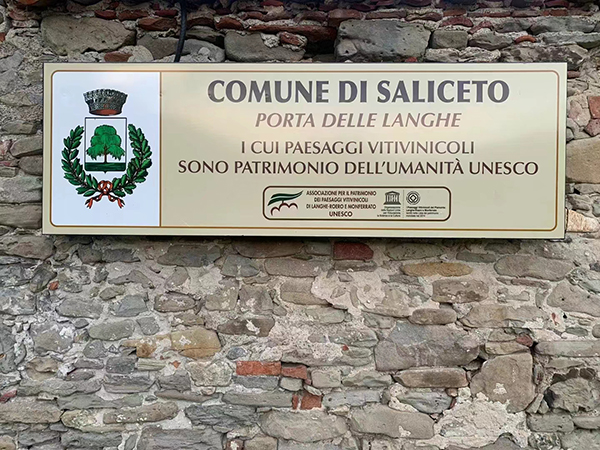 COMUNE DI SALICETO
PORTA DELLE LANGHE
I CUI PAESAGGI VITIVINICOLI
SONO PATRIMONIO DELL'UMANITÀ UNESCO
ASSOCIAZIONE PER IL PATRIMONIO
DEI PAESAGGI VITIVINICOLI
DI LANGHE-ROERO E MONFERRATO
UNESCO